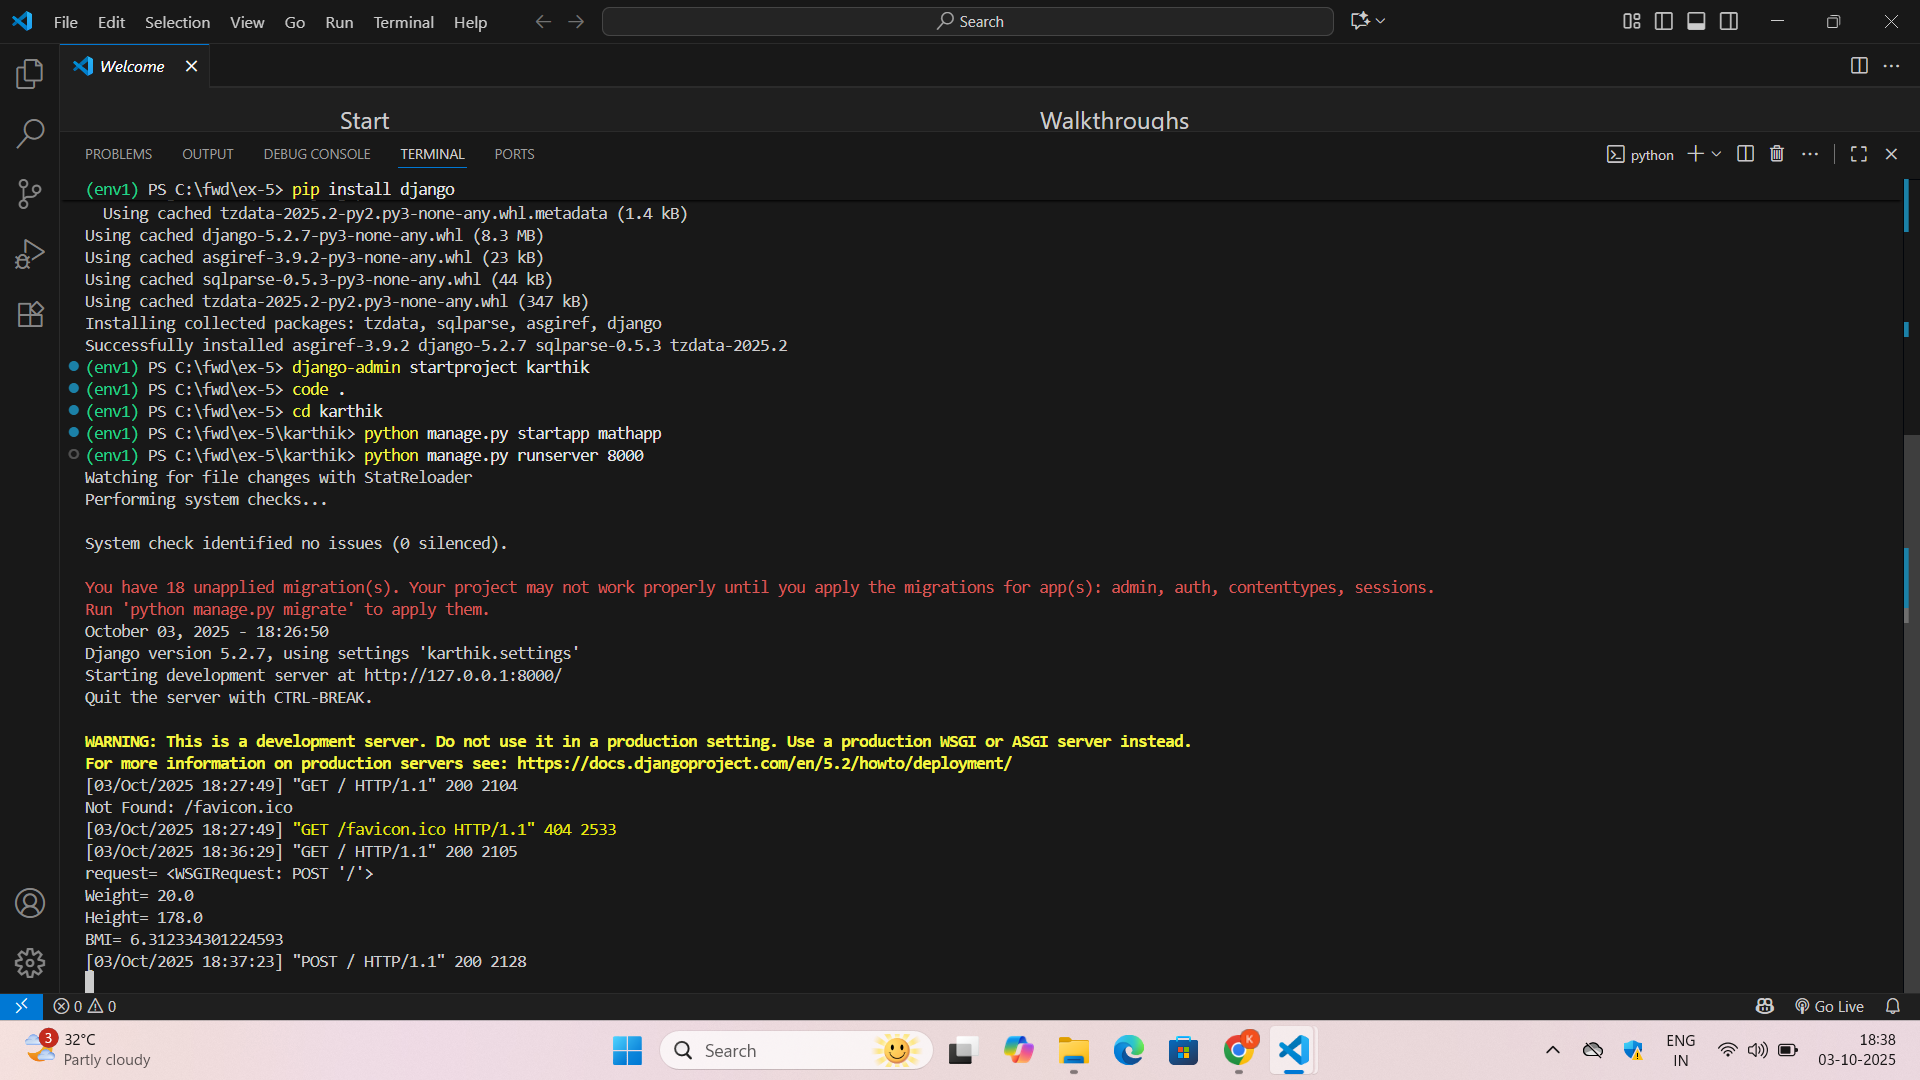 File Edit Selection View Go Run Terminal Help
Search
Welcome
Start
Walkthroughs
PROBLEMS OUTPUT DEBUG CONSOLE TERMINAL PORTS
python
(env1) PS C:\fwd\ex-5> pip install django
Using cached tzdata-2025.2-py2.py3-none-any.whl.metadata (1.4 kB)
Using cached django-5.2.7-py3-none-any.whl (8.3 MB)
Using cached asgiref-3.9.2-py3-none-any.whl (23 kB)
Using cached sqlparse-0.5.3-py3-none-any.whl (44 kB)
Using cached tzdata-2025.2-py2.py3-none-any.whl (347 kB)
Installing collected packages: tzdata, sqlparse, asgiref, django
Successfully installed asgiref-3.9.2 django-5.2.7 sqlparse-0.5.3 tzdata-2025.2
(env1) PS C:\fwd\ex-5> django-admin startproject karthik
(env1) PS C:\fwd\ex-5> code .
(env1) PS C:\fwd\ex-5> cd karthik
(env1) PS C:\fwd\ex-5\karthik> python manage.py startapp mathapp
(env1) PS C:\fwd\ex-5\karthik> python manage.py runserver 8000
Watching for file changes with StatReloader
Performing system checks...
System check identified no issues (0 silenced).
You have 18 unapplied migration(s). Your project may not work properly until you apply the migrations for app(s): admin, auth, contenttypes, sessions.
Run 'python manage.py migrate' to apply them.
October 03, 2025 - 18:26:50
Django version 5.2.7, using settings 'karthik.settings'
Starting development server at http://127.0.0.1:8000/
Quit the server with CTRL-BREAK.
WARNING: This is a development server. Do not use it in a production setting. Use a production WSGI or ASGI server instead.
For more information on production servers see: https://docs.djangoproject.com/en/5.2/howto/deployment/
[03/Oct/2025 18:27:49] "GET / HTTP/1.1" 200 2104
Not Found: /favicon.ico
[03/Oct/2025 18:27:49] "GET /favicon.ico HTTP/1.1" 404 2533
[03/Oct/2025 18:36:29] "GET / HTTP/1.1" 200 2105
request= <WSGIRequest: POST '/'>
Weight= 20.0
Height= 178.0
BMI= 6.312334301224593
[03/Oct/2025 18:37:23] "POST / HTTP/1.1" 200 2128
0 0
Go Live
3
32°C
Partly cloudy
Search
K
ENG
IN
18:38
03-10-2025